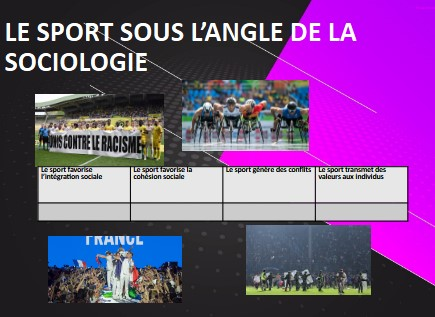 LE SPORT SOUS L'ANGLE DE LA
SOCIOLOGIE
UNIS CONTRE LE RACISME
Le sport favorise
l'intégration sociale
Le sport favorise la
cohésion sociale
Le sport génère des conflits
Le sport transmet des
valeurs aux individus
FRANCE